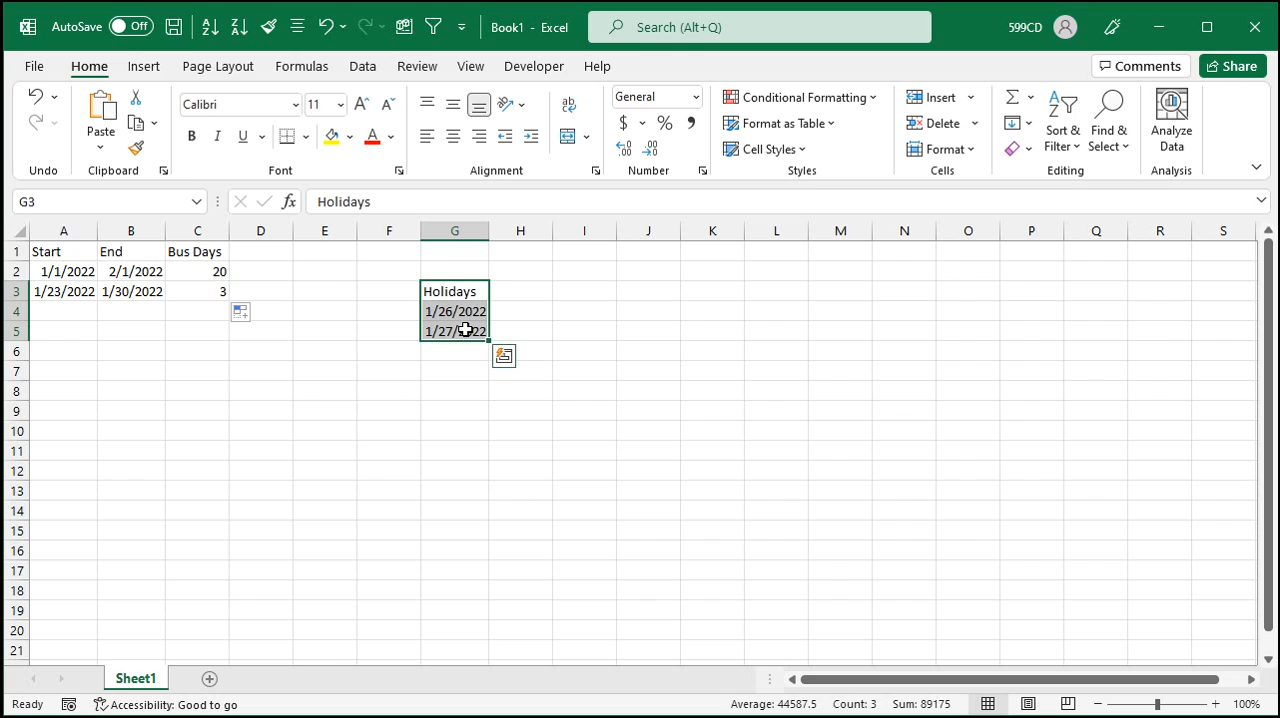 AutoSave Off Book1 - Excel Search (Alt+Q) 599CD
File Home Insert Page Layout Formulas Data Review View Developer Help Comments Share
Calibri 11 General Conditional Formatting Insert
Paste Format as Table Delete Sort & Filter Find & Select Analyze Data
B I U A $ % 9 Cell Styles Format
Undo Clipboard Font Alignment Number Styles Cells Editing Analysis
G3 fx Holidays
A B C D E F G H I J K L M N O P Q R S
1 Start End Bus Days
2 1/1/2022 2/1/2022 20
3 1/23/2022 1/30/2022 3 Holidays
4 1/26/2022
5 1/27/2022
6
7
8
9
10
11
12
13
14
15
16
17
18
19
20
21
Sheet1
Ready Accessibility: Good to go Average: 44587.5 Count: 3 Sum: 89175 100%